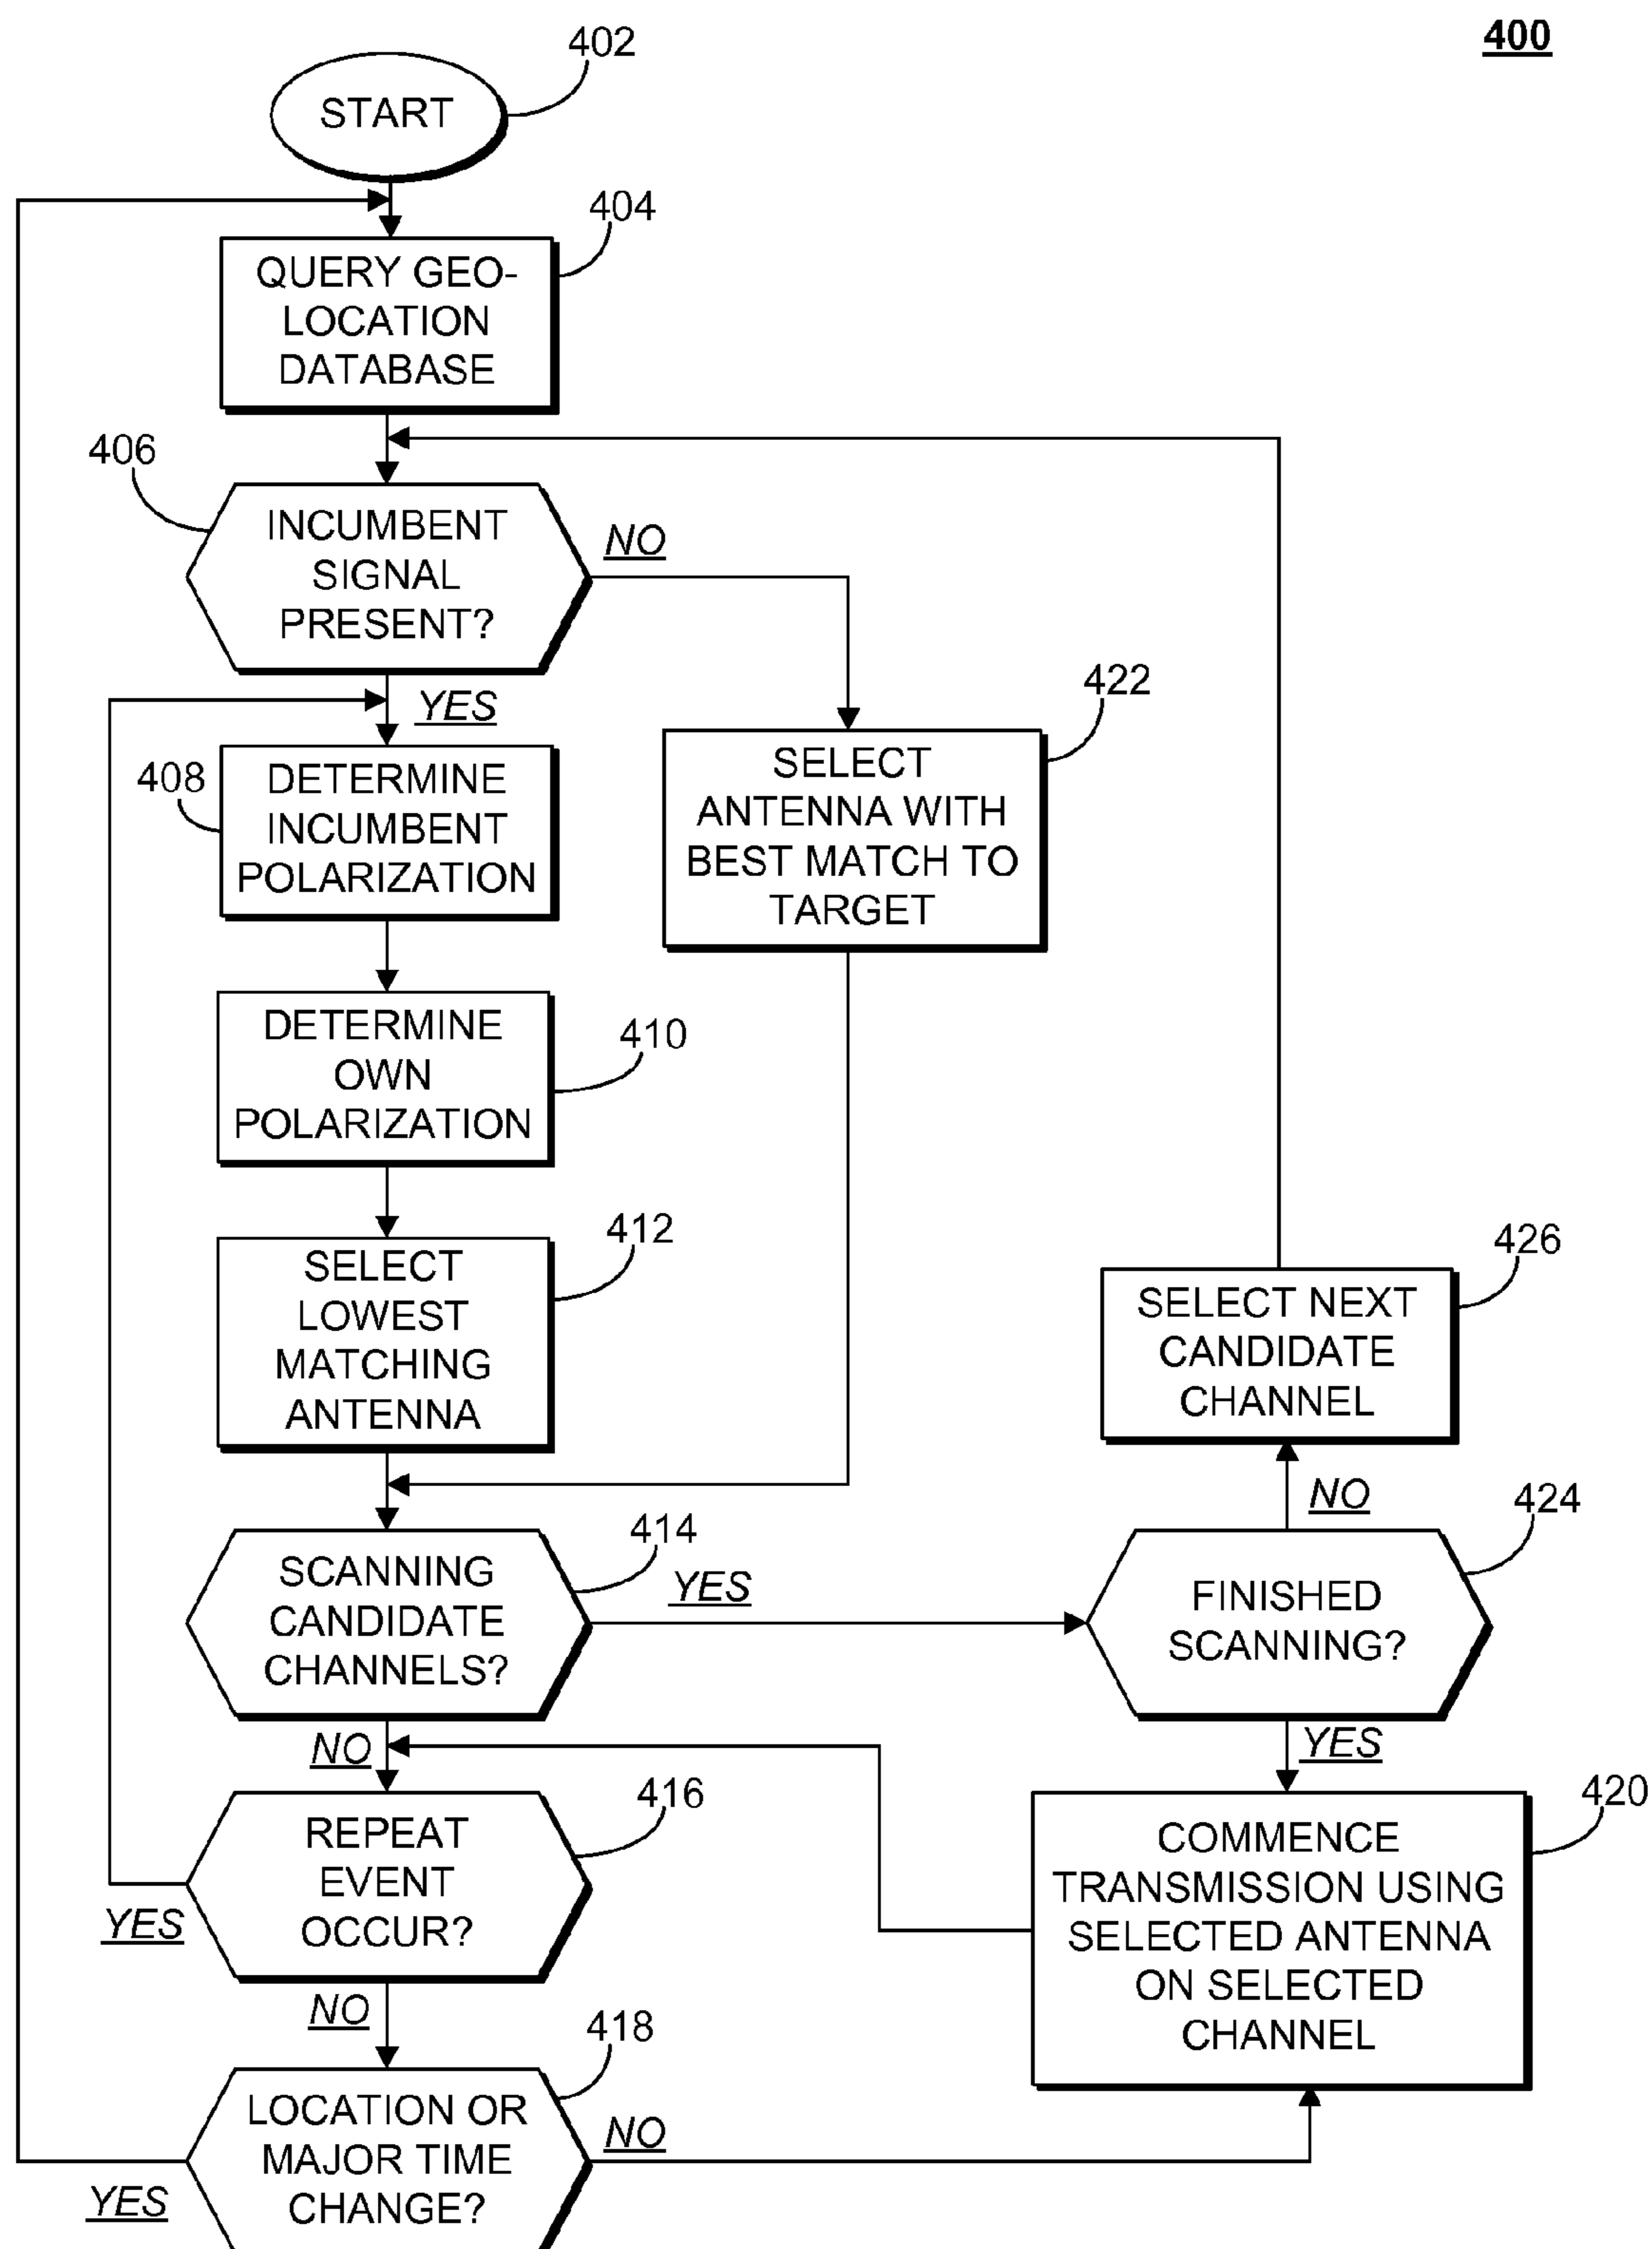 400
402
START
404
QUERY GEO-
LOCATION
DATABASE
406
INCUMBENT
SIGNAL
PRESENT?
NO
YES
422
SELECT
ANTENNA WITH
BEST MATCH TO
TARGET
408
DETERMINE
INCUMBENT
POLARIZATION
410
DETERMINE
OWN
POLARIZATION
412
SELECT
LOWEST
MATCHING
ANTENNA
426
SELECT NEXT
CANDIDATE
CHANNEL
NO
414
SCANNING
CANDIDATE
CHANNELS?
YES
424
FINISHED
SCANNING?
NO
YES
416
REPEAT
EVENT
OCCUR?
YES
NO
420
COMMENCE
TRANSMISSION USING
SELECTED ANTENNA
ON SELECTED
CHANNEL
418
LOCATION OR
MAJOR TIME
CHANGE?
NO
YES